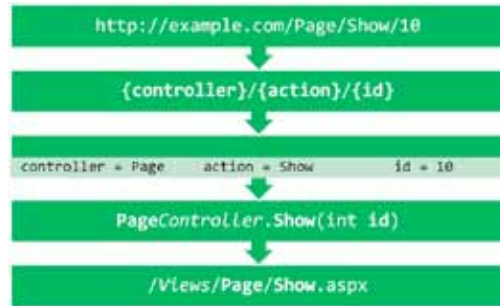 http://example.com/Page/Show/10
{controller}/{action}/{id}
controller = Page action = Show id = 10
PageController.Show(int id)
/Views/Page/Show.aspx